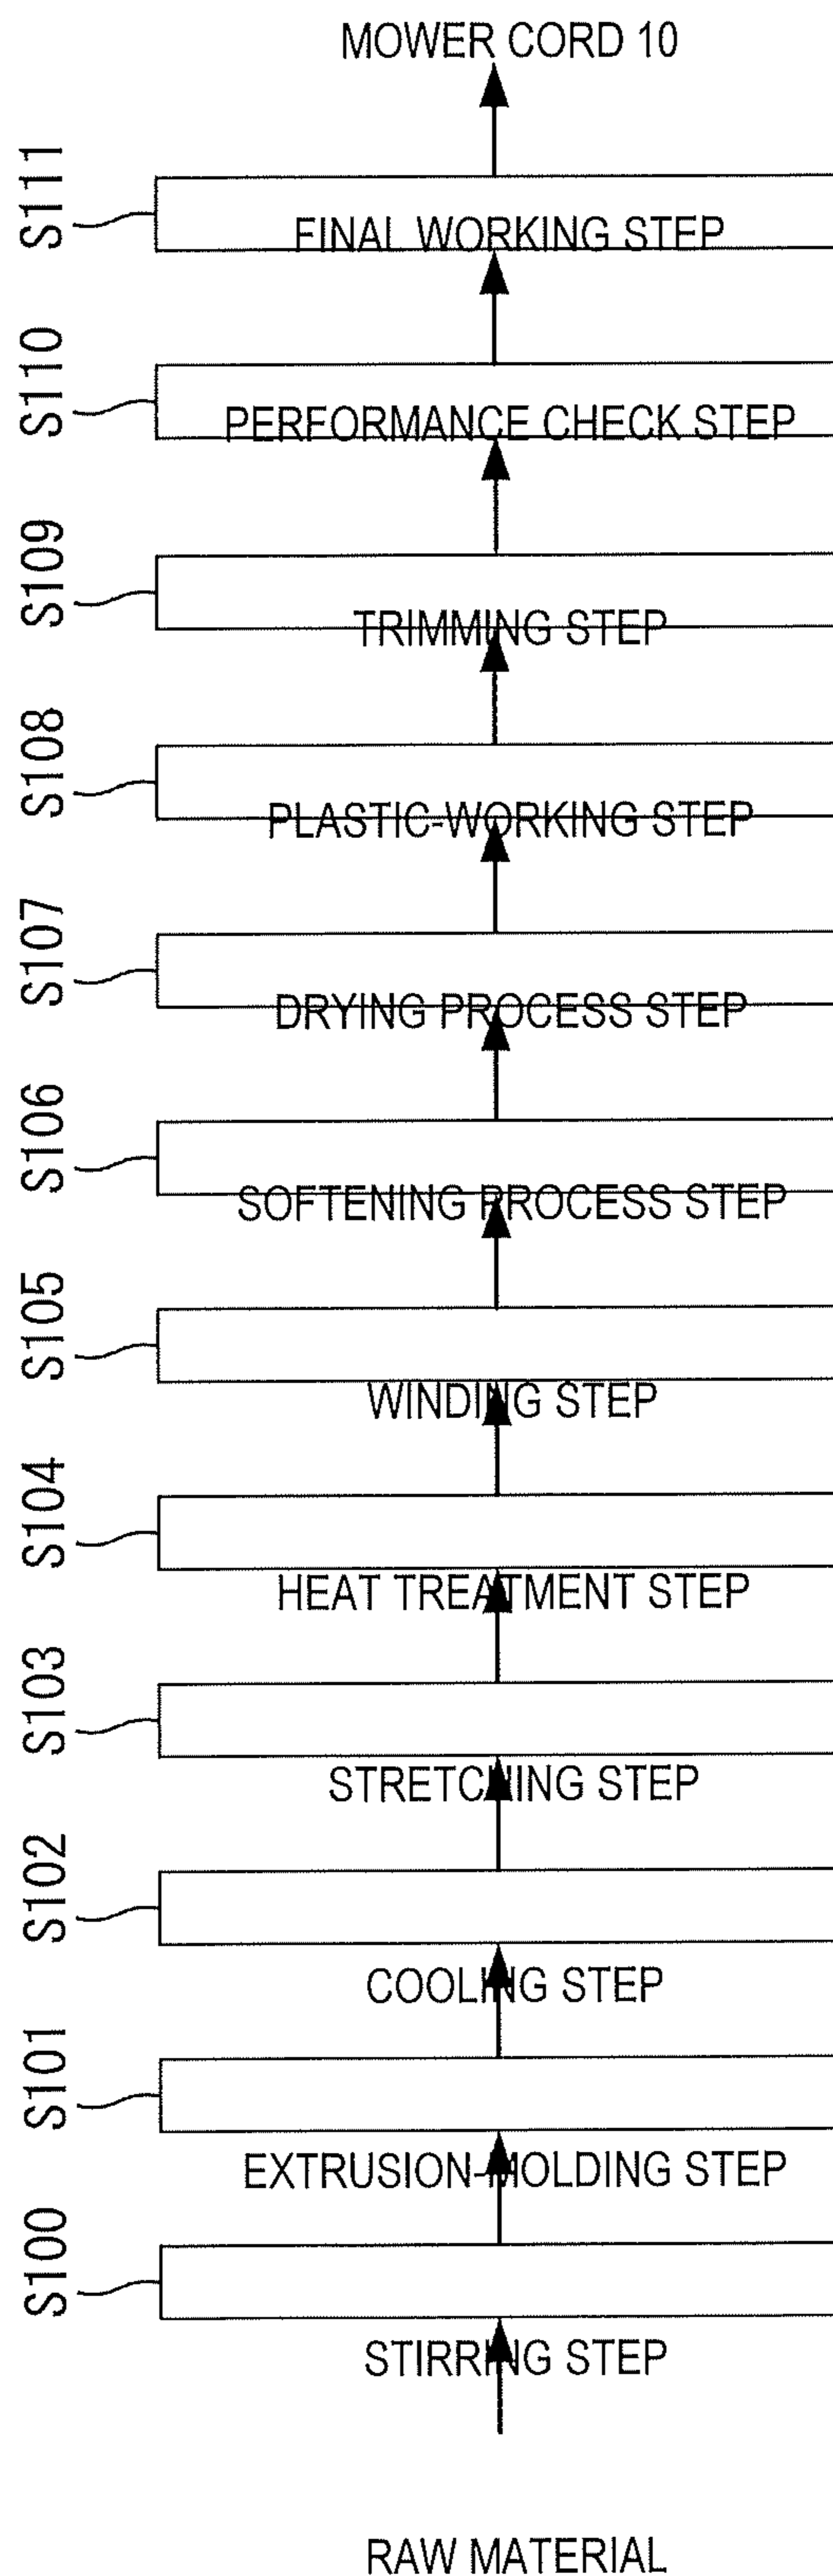 MOWER CORD 10
S111
FINAL WORKING STEP
S110
PERFORMANCE CHECK STEP
S109
TRIMMING STEP
S108
PLASTIC-WORKING STEP
S107
DRYING PROCESS STEP
S106
SOFTENING PROCESS STEP
S105
WINDING STEP
S104
HEAT TREATMENT STEP
S103
STRETCHING STEP
S102
COOLING STEP
S101
EXTRUSION-MOLDING STEP
S100
STIRRING STEP
RAW MATERIAL